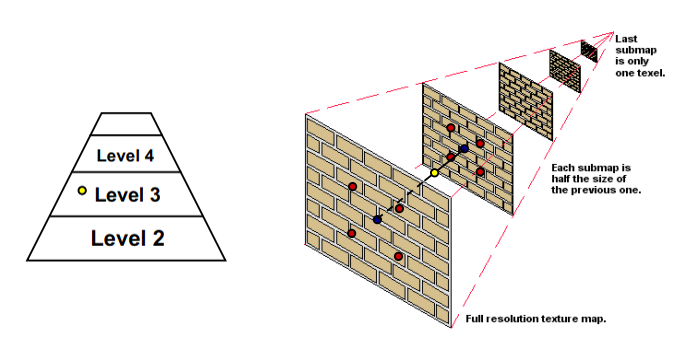 Level 4
Level 3
Level 2
Last
submap
is only
one texel.
Each submap is
half the size of
the previous one.
Full resolution texture map.